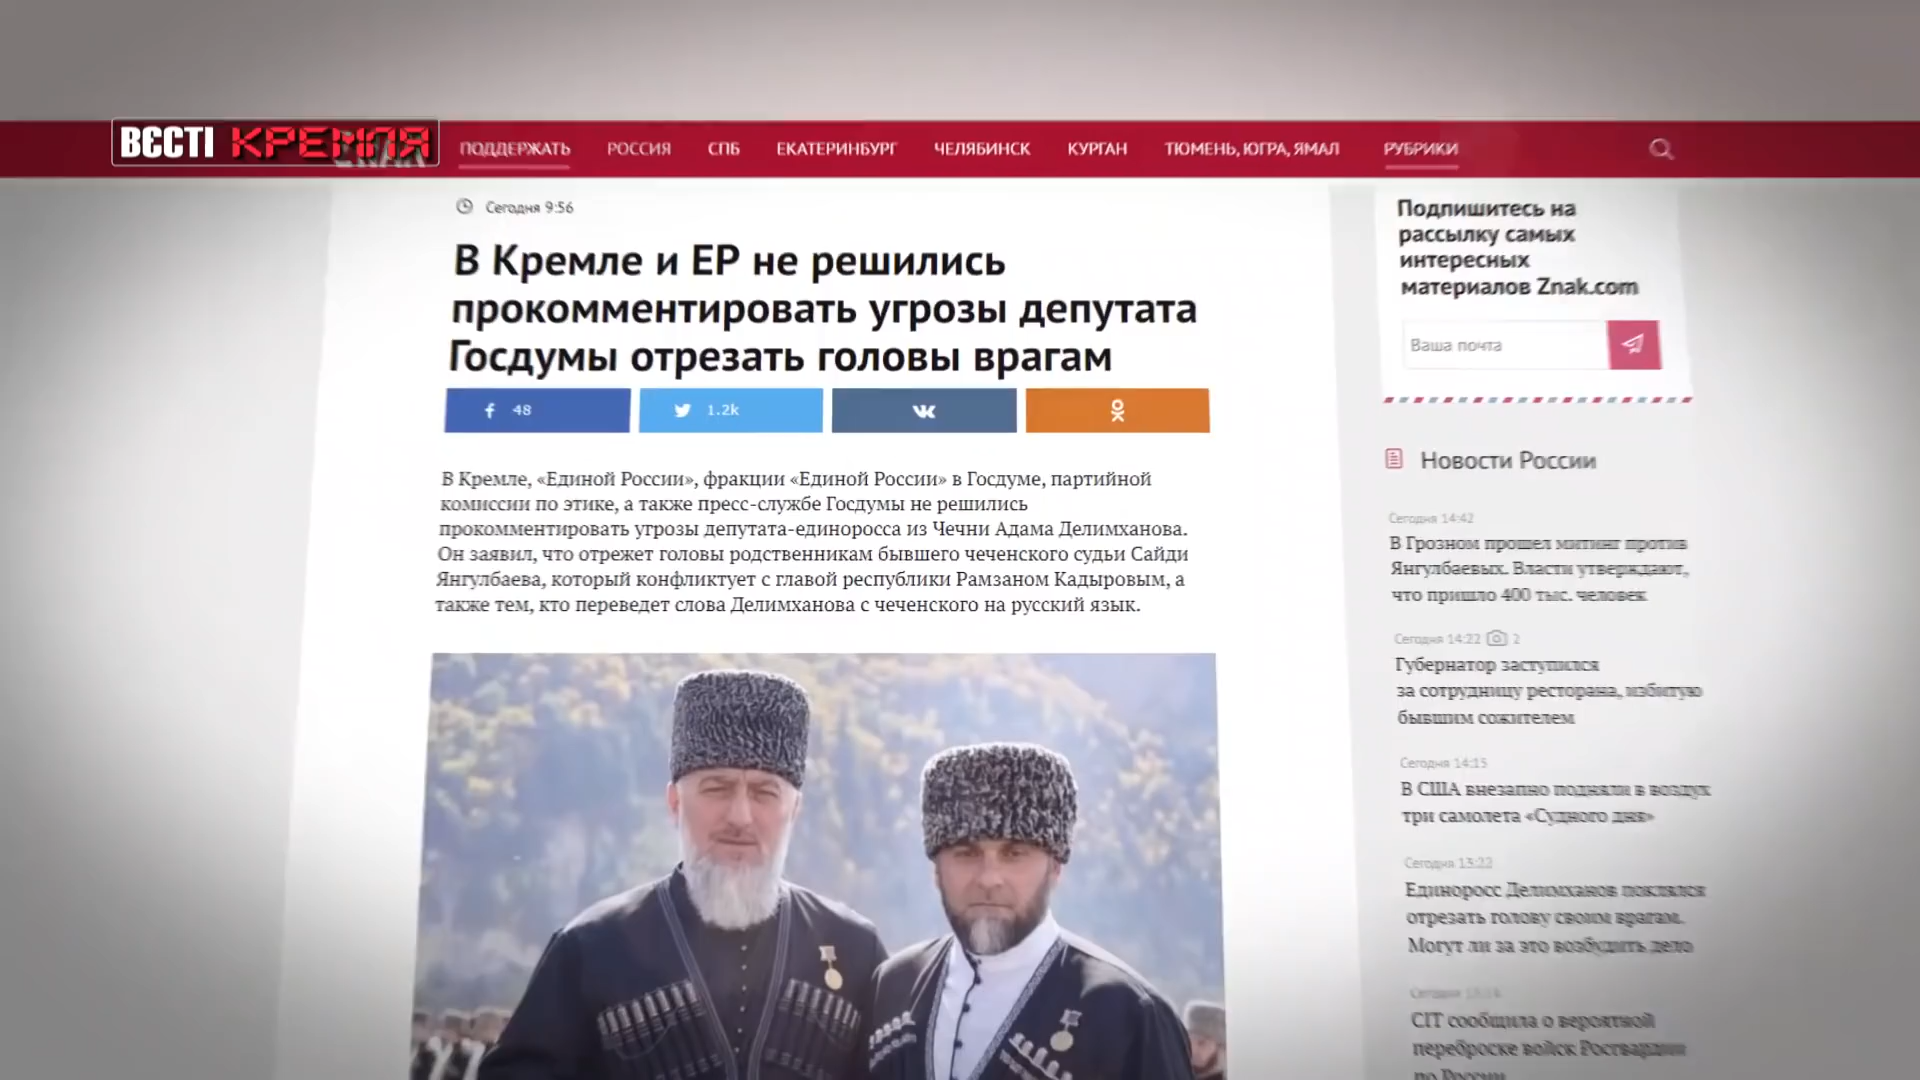 ВЄСТІ КРЕМЛЯ
ПОДДЕРЖАТЬ РОССИЯ СПБ ЕКАТЕРИНБУРГ ЧЕЛЯБИНСК КУРГАН ТЮМЕНЬ, ЮГРА, ЯМАЛ РУБРИКИ
Сегодня 9:56
В Кремле и ЕР не решились
прокомментировать угрозы депутата
Госдумы отрезать головы врагам
48
1.2k
В Кремле, «Единой России», фракции «Единой России» в Госдуме, партийной
комиссии по этике, а также пресс-службе Госдумы не решились
прокомментировать угрозы депутата-единоросса из Чечни Адама Делимханова.
Он заявил, что отрежет головы родственникам бывшего чеченского судьи Сайди
Янгулбаева, который конфликтует с главой республики Рамзаном Кадыровым, а
также тем, кто переведет слова Делимханова с чеченского на русский язык.
Подпишитесь на
рассылку самых
интересных
материалов Znak.com
Ваша почта
Новости России
Сегодня 14:42
В Грозном прошел митинг против
Янгулбаевых. Власти утверждают,
что пришло 400 тыс. человек
Сегодня 14:22 2
Губернатор заступился
за сотрудницу ресторана, избитую
бывшим сожителем
Сегодня 14:15
В США внезапно подняли в воздух
три самолета «Судного дня»
Сегодня 13:22
Единоросс Делимханов поклялся
отрезать голову своим врагам.
Могут ли за это возбудить дело
Сегодня
CIT сообщила о вероятной
переброске войск Росгвардии
по России